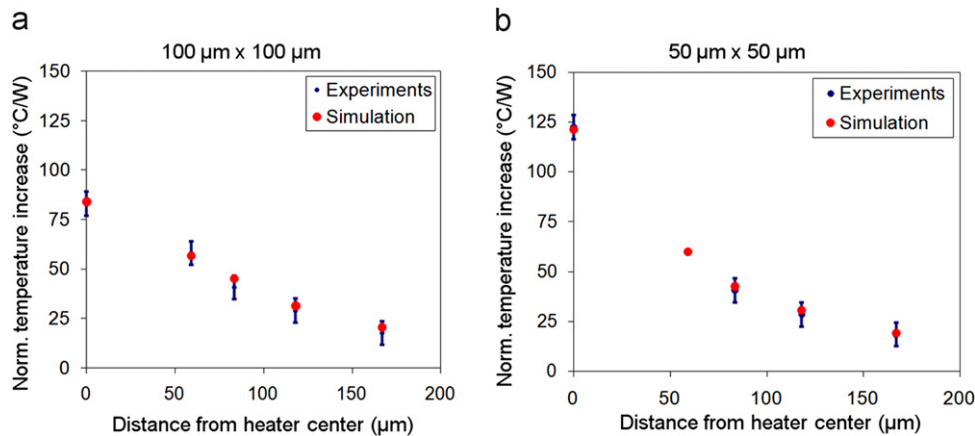 a
100 µm x 100 µm
Norm. temperature increase (°C/W)
150
125
100
75
50
25
0
Experiments
Simulation
0 50 100 150 200
Distance from heater center (µm)
b
50 µm x 50 µm
Norm. temperature increase (°C/W)
150
125
100
75
50
25
0
Experiments
Simulation
0 50 100 150 200
Distance from heater center (µm)